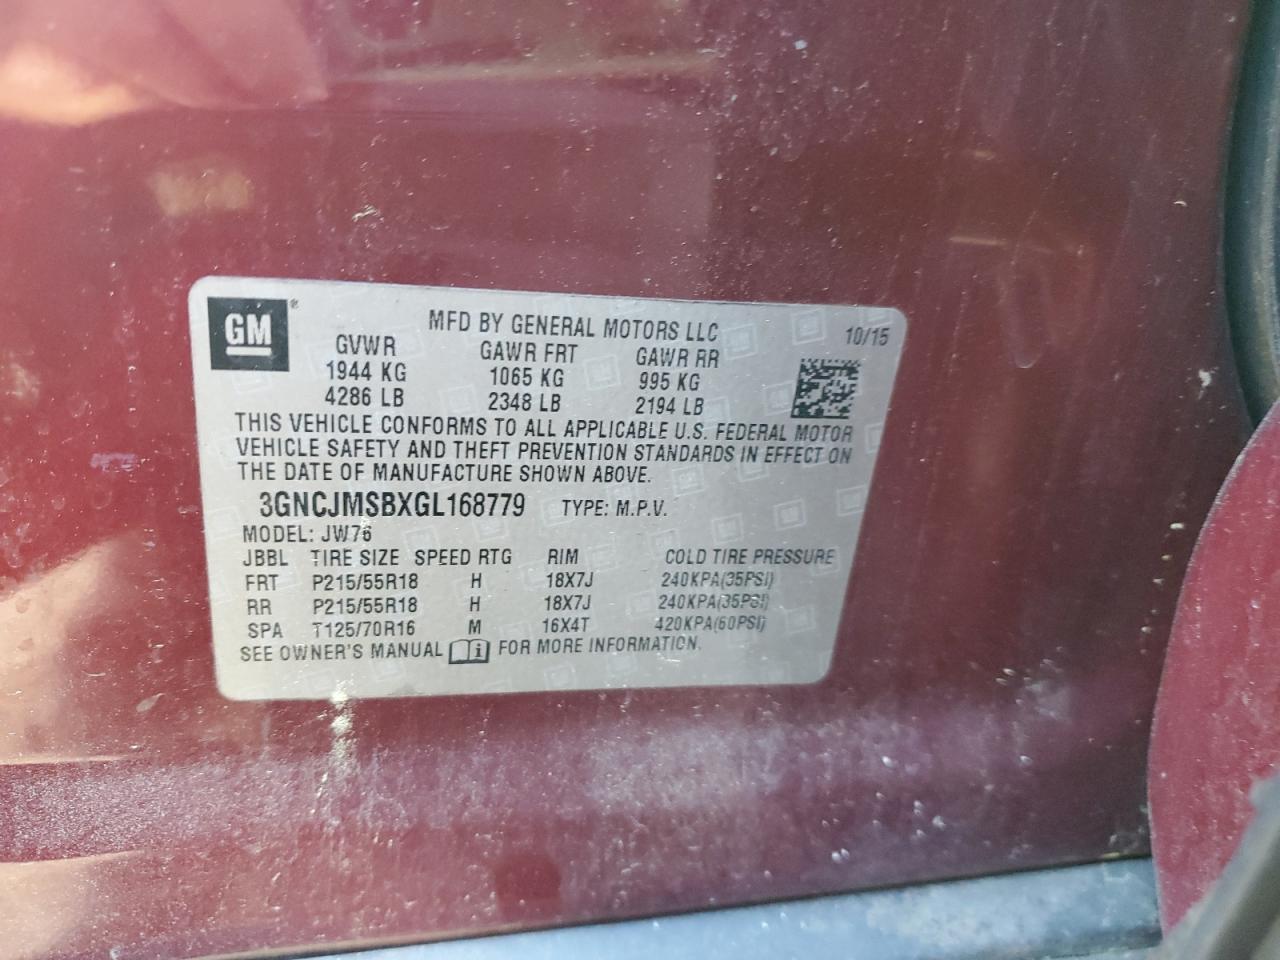 GM ®
MFD BY GENERAL MOTORS LLC 10/15
GVWR GAWR FRT GAWR RR
1944 KG 1065 KG 995 KG
4286 LB 2348 LB 2194 LB
THIS VEHICLE CONFORMS TO ALL APPLICABLE U.S. FEDERAL MOTOR
VEHICLE SAFETY AND THEFT PREVENTION STANDARDS IN EFFECT ON
THE DATE OF MANUFACTURE SHOWN ABOVE.
3GNCJMSBXGL168779 TYPE: M.P.V.
MODEL: JW76
JBBL TIRE SIZE SPEED RTG RIM COLD TIRE PRESSURE
FRT P215/55R18 H 18X7J 240KPA(35PSI)
RR P215/55R18 H 18X7J 240KPA(35PSI)
SPA T125/70R16 M 16X4T 420KPA(60PSI)
SEE OWNER'S MANUAL i FOR MORE INFORMATION.